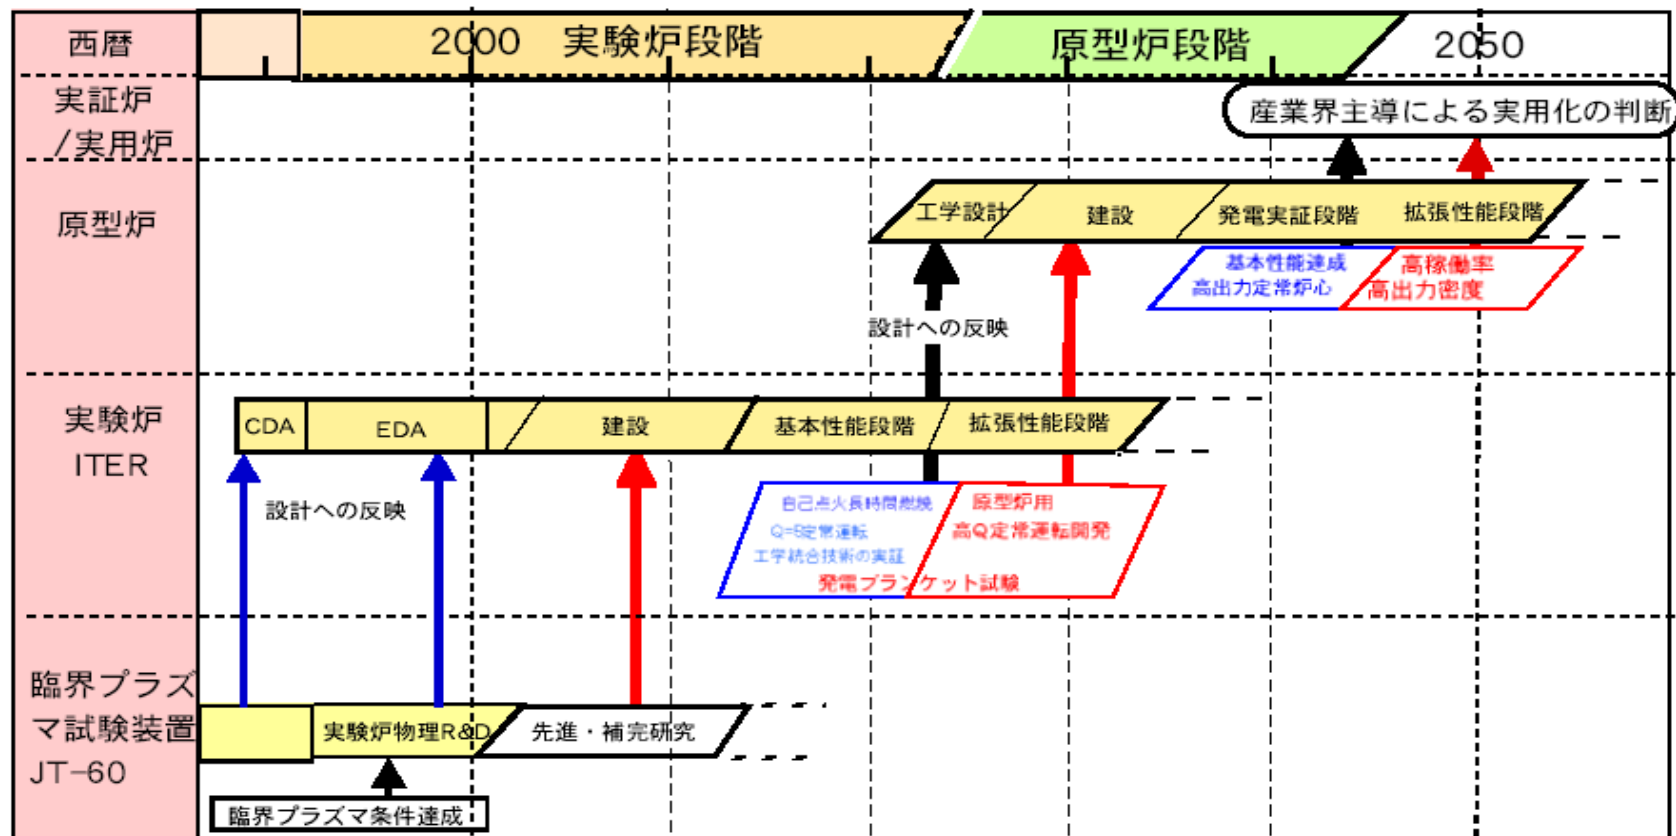 西暦
2000 実験炉段階
原型炉段階
2050
実証炉
/実用炉
産業界主導による実用化の判断
原型炉
工学設計
建設
発電実証段階
拡張性能段階
基本性能達成
高出力定常炉心
高稼働率
高出力密度
設計への反映
実験炉
ITER
CDA
EDA
建設
基本性能段階
拡張性能段階
設計への反映
自己点火長時間燃焼
Q=5定常運転
工学統合技術の実証
原型炉用
高Q定常運転開発
発電ブランケット試験
臨界プラズ
マ試験装置
JT-60
実験炉物理R&D
先進・補完研究
臨界プラズマ条件達成